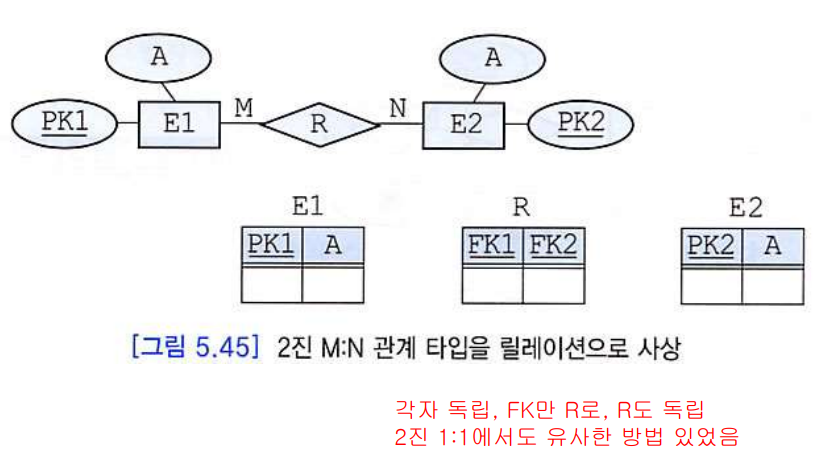 A
A
PK1
E1
M
R
N
E2
PK2
E1
R
E2
PK1 A
FK1 FK2
PK2 A
[그림 5.45] 2진 M:N 관계 타입을 릴레이션으로 사상
각자 독립, FK만 R로, R도 독립
2진 1:1에서도 유사한 방법 있었음